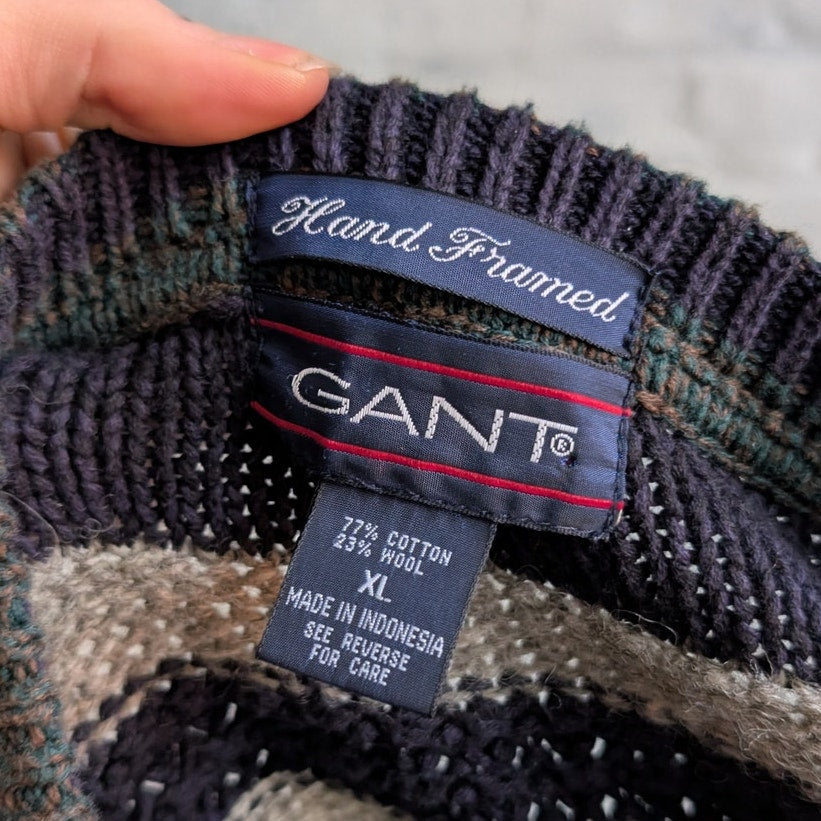 Hand Framed
GANT®
77% COTTON
23% WOOL
XL
MADE IN INDONESIA
SEE REVERSE
FOR CARE